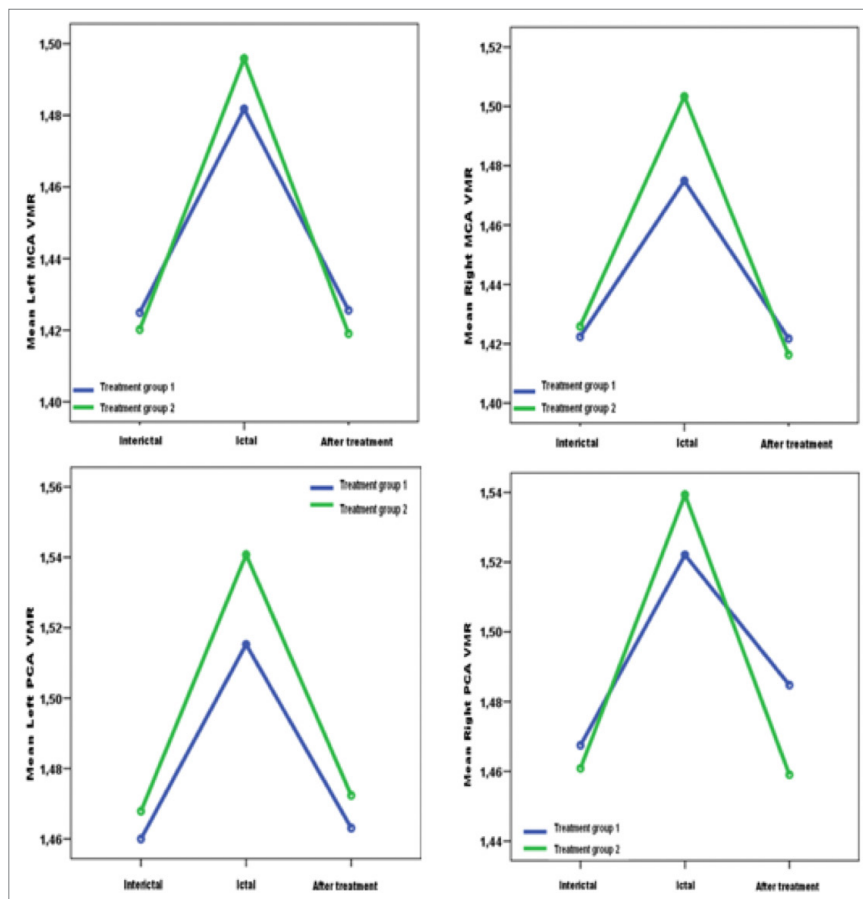 Mean Left MCA VMR
1,50
1,48
1,46
1,44
1,42
1,40
Treatment group 1
Treatment group 2
Interictal Ictal After treatment
Mean Right MCA VMR
1,52
1,50
1,48
1,46
1,44
1,42
1,40
Treatment group 1
Treatment group 2
Interictal Ictal After treatment
Mean Left PCA VMR
1,56
1,54
1,52
1,50
1,48
1,46
Treatment group 1
Treatment group 2
Interictal Ictal After treatment
Mean Right PCA VMR
1,54
1,52
1,50
1,48
1,46
1,44
Treatment group 1
Treatment group 2
Interictal Ictal After treatment